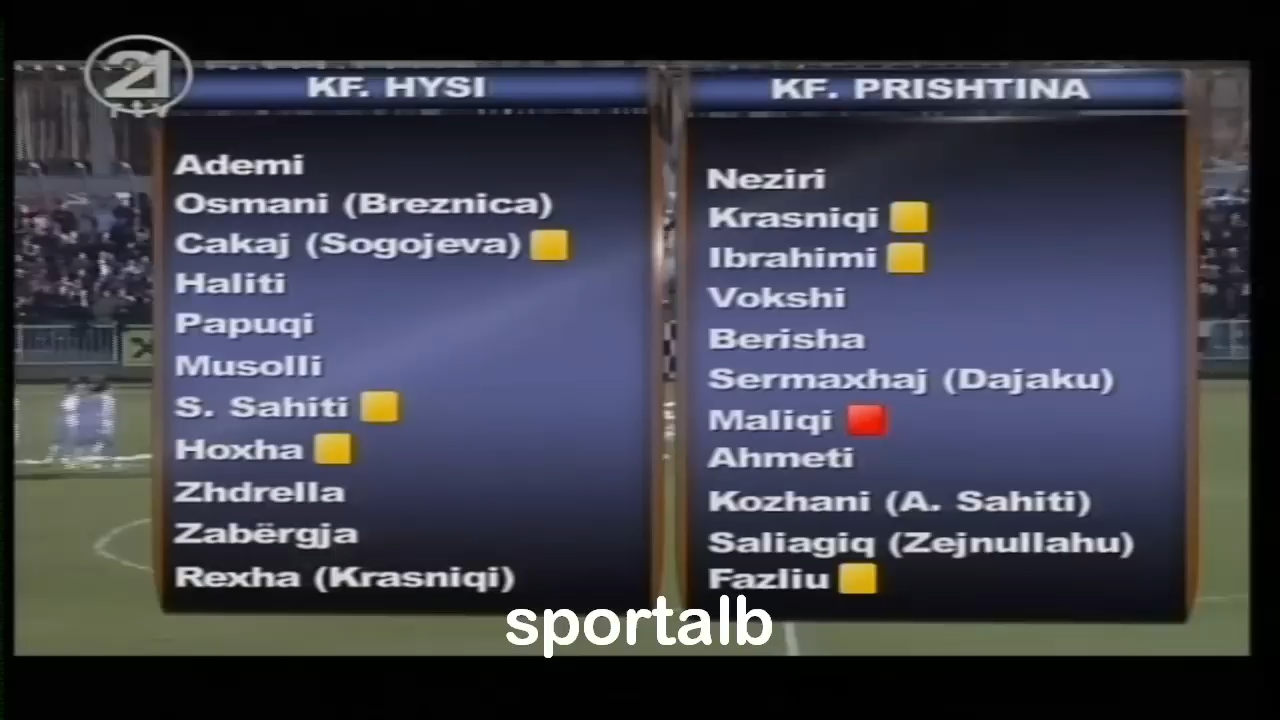 21
KF. HYSI
Ademi
Osmani (Breznica)
Cakaj (Sogojeva)
Haliti
Papuqi
Musolli
S. Sahiti
Hoxha
Zhdrella
Zabërgja
Rexha (Krasniqi)
KF. PRISHTINA
Neziri
Krasniqi
Ibrahimi
Vokshi
Berisha
Sermaxhaj (Dajaku)
Maliqi
Ahmeti
Kozhani (A. Sahiti)
Saliagiq (Zejnullahu)
Fazliu
sportalb